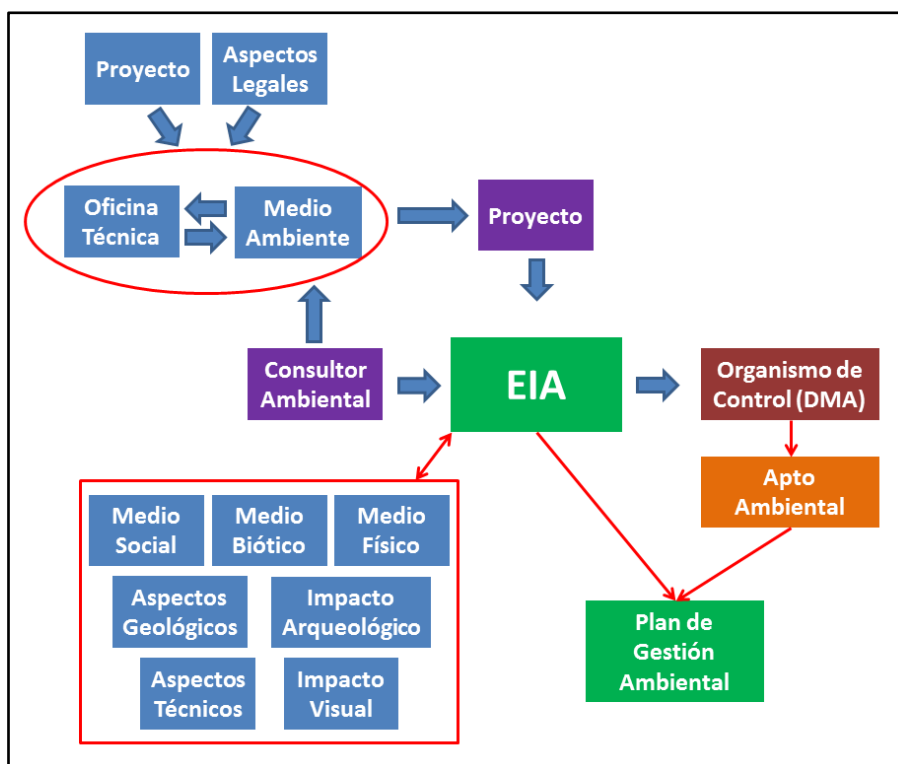 Proyecto
Aspectos
Legales
Oficina
Técnica
Medio
Ambiente
Proyecto
Consultor
Ambiental
EIA
Organismo de
Control (DMA)
Apto
Ambiental
Medio
Social
Medio
Biótico
Medio
Físico
Aspectos
Geológicos
Impacto
Arqueológico
Aspectos
Técnicos
Impacto
Visual
Plan de
Gestión
Ambiental